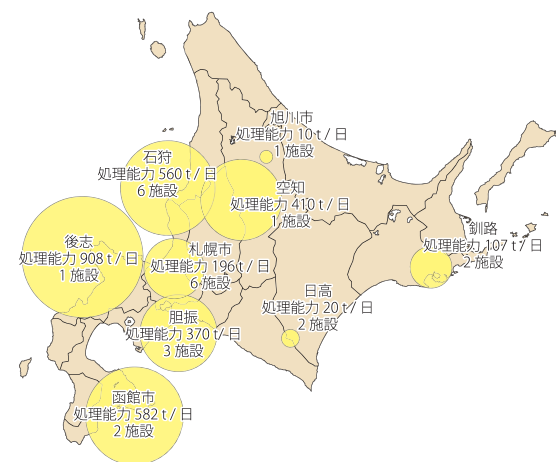 旭川市
処理能力 10 t / 日
1 施設
石狩
処理能力 560 t / 日
6 施設
空知
処理能力 410 t / 日
1 施設
釧路
処理能力 107 t / 日
2 施設
後志
処理能力 908 t / 日
1 施設
札幌市
処理能力 196 t / 日
6 施設
日高
処理能力 20 t / 日
2 施設
胆振
処理能力 370 t / 日
3 施設
函館市
処理能力 582 t / 日
2 施設